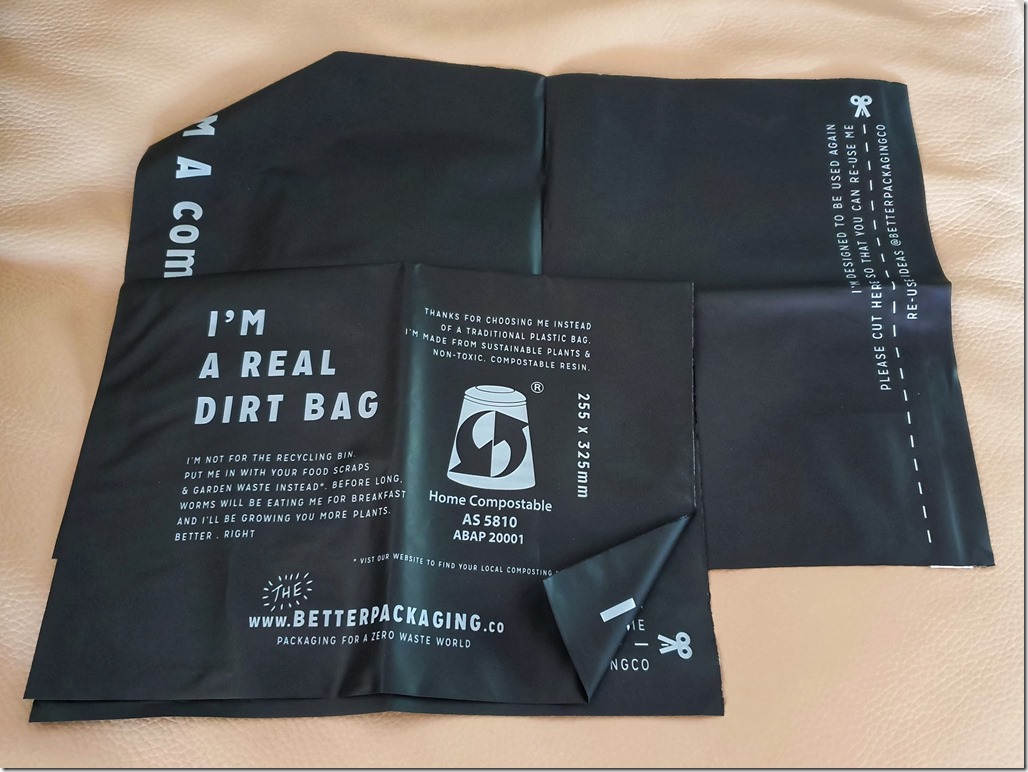 M A COM
I'M DESIGNED TO BE USED AGAIN
SO THAT YOU CAN RE-USE ME
PLEASE CUT HERE
RE-USE IDEAS @BETTERPACKAGINGCO
I'M
A REAL
DIRT BAG
I'M NOT FOR THE RECYCLING BIN.
PUT ME IN WITH YOUR FOOD SCRAPS
& GARDEN WASTE INSTEAD*. BEFORE LONG,
WORMS WILL BE EATING ME FOR BREAKFAST
AND I'LL BE GROWING YOU MORE PLANTS.
BETTER . RIGHT
THANKS FOR CHOOSING ME INSTEAD
OF A TRADITIONAL PLASTIC BAG.
I'M MADE FROM SUSTAINABLE PLANTS &
NON-TOXIC, COMPOSTABLE RESIN.
®
255 x 325mm
Home Compostable
AS 5810
ABAP 20001
* VIST OUR WEBSITE TO FIND YOUR LOCAL COMPOSTING
THE
WWW.BETTERPACKAGING.CO
PACKAGING FOR A ZERO WASTE WORLD
ME
NGCO